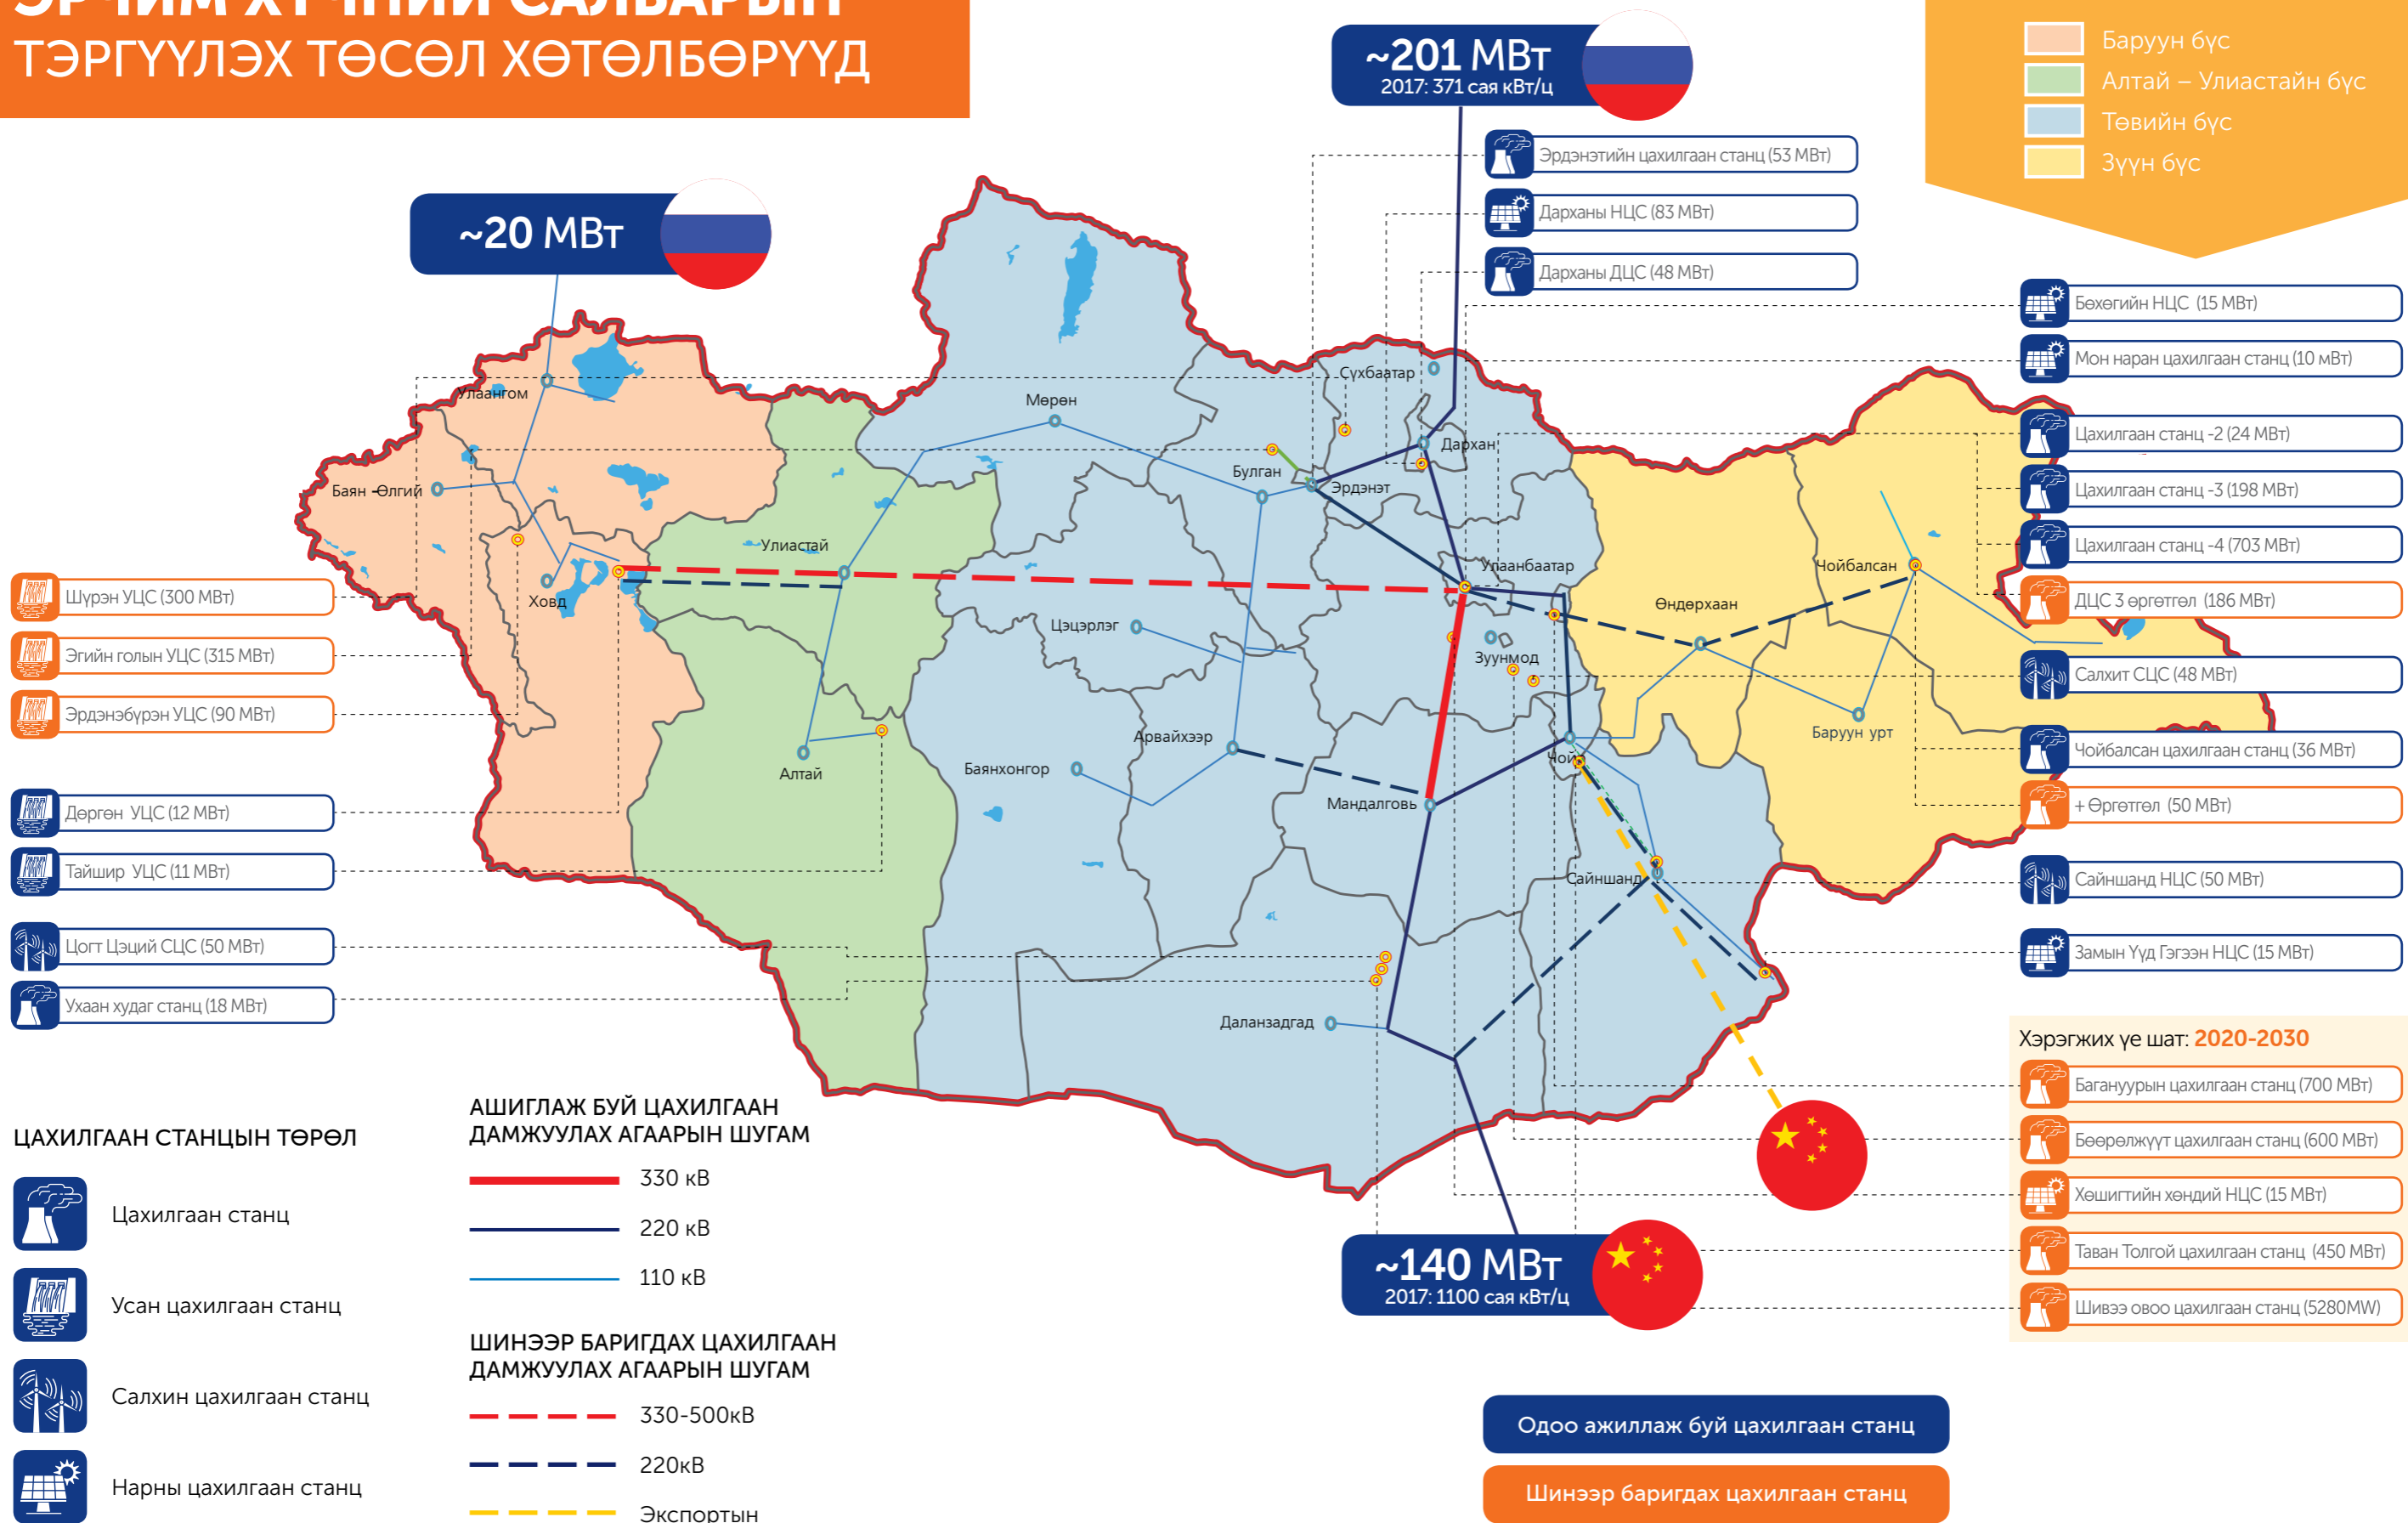 ЭРЧИМ ХҮЧНИЙ САЛБАРЫН
ТЭРГҮҮЛЭХ ТӨСӨЛ ХӨТӨЛБӨРҮҮД
~201 МВт
2017: 371 сая кВт/ц
~20 МВт
Баруун бүс
Алтай – Улиастайн бүс
Төвийн бүс
Зүүн бүс
Эрдэнэтийн цахилгаан станц (53 МВт)
Дарханы НЦС (83 МВт)
Дарханы ДЦС (48 МВт)
Бөхөгийн НЦС (15 МВт)
Мон наран цахилгаан станц (10 мВт)
Цахилгаан станц -2 (24 МВт)
Цахилгаан станц -3 (198 МВт)
Цахилгаан станц -4 (703 МВт)
ДЦС 3 өргөтгөл (186 МВт)
Салхит СЦС (48 МВт)
Чойбалсан цахилгаан станц (36 МВт)
+ Өргөтгөл (50 МВт)
Сайншанд НЦС (50 МВт)
Замын Үүд Гэгээн НЦС (15 МВт)
Шүрэн УЦС (300 МВт)
Эгийн голын УЦС (315 МВт)
Эрдэнэбүрэн УЦС (90 МВт)
Дөргөн УЦС (12 МВт)
Тайшир УЦС (11 МВт)
Цогт Цэций СЦС (50 МВт)
Ухаан худаг станц (18 МВт)
Улаангом
Баян -Өлгий
Ховд
Улиастай
Алтай
Мөрөн
Булган
Эрдэнэт
Сүхбаатар
Дархан
Улаанбаатар
Зуунмод
Цэцэрлэг
Арвайхээр
Баянхонгор
Мандалговь
Даланзадгад
Чойр
Сайншанд
Өндөрхаан
Чойбалсан
Баруун урт
Хэрэгжих үе шат: 2020-2030
Багануурын цахилгаан станц (700 МВт)
Бөөрөлжүүт цахилгаан станц (600 МВт)
Хөшигтийн хөндий НЦС (15 МВт)
Таван Толгой цахилгаан станц (450 МВт)
Шивээ овоо цахилгаан станц (5280MW)
~140 МВт
2017: 1100 сая кВт/ц
ЦАХИЛГААН СТАНЦЫН ТӨРӨЛ
Цахилгаан станц
Усан цахилгаан станц
Салхин цахилгаан станц
Нарны цахилгаан станц
АШИГЛАЖ БУЙ ЦАХИЛГААН
ДАМЖУУЛАХ АГААРЫН ШУГАМ
330 кВ
220 кВ
110 кВ
ШИНЭЭР БАРИГДАХ ЦАХИЛГААН
ДАМЖУУЛАХ АГААРЫН ШУГАМ
330-500кВ
220кВ
Экспортын
Одоо ажиллаж буй цахилгаан станц
Шинээр баригдах цахилгаан станц